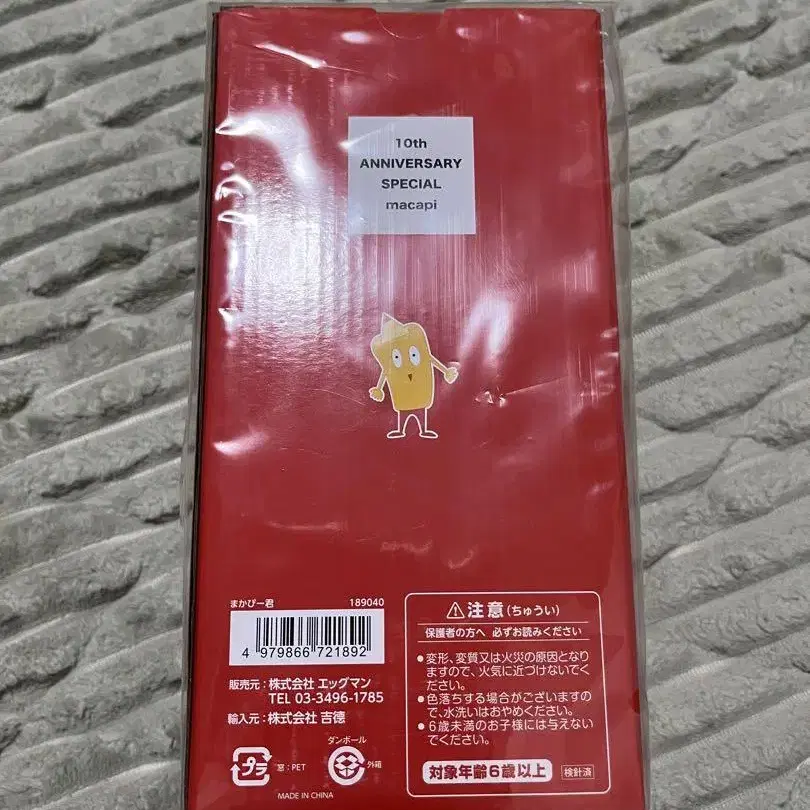 10th
ANNIVERSARY
SPECIAL
macapi
まかぴー君 189040
4 979866 721892
販売元：株式会社 エッグマン
TEL 03-3496-1785
輸入元：株式会社 吉德
プラ
窓：PET
ダンボール
外箱
MADE IN CHINA
⚠注意（ちゅうい）
保護者の方へ 必ずお読みください
●変形、変質又は火災の原因となり
ますので、火気に近づけないでく
ださい。
●色落ちする場合がございますの
で、水洗いはおやめください。
●6歳未満のお子様には与えない
でください。
対象年齢6歳以上
検針済